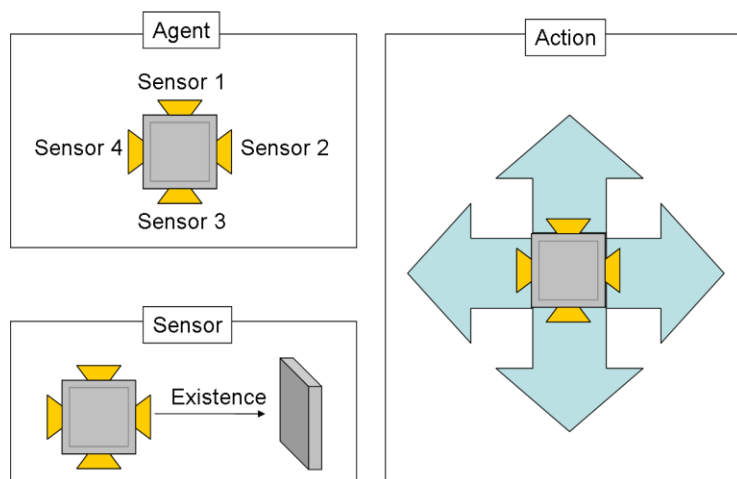 Agent
Sensor 1
Sensor 4
Sensor 2
Sensor 3
Sensor
Existence
Action